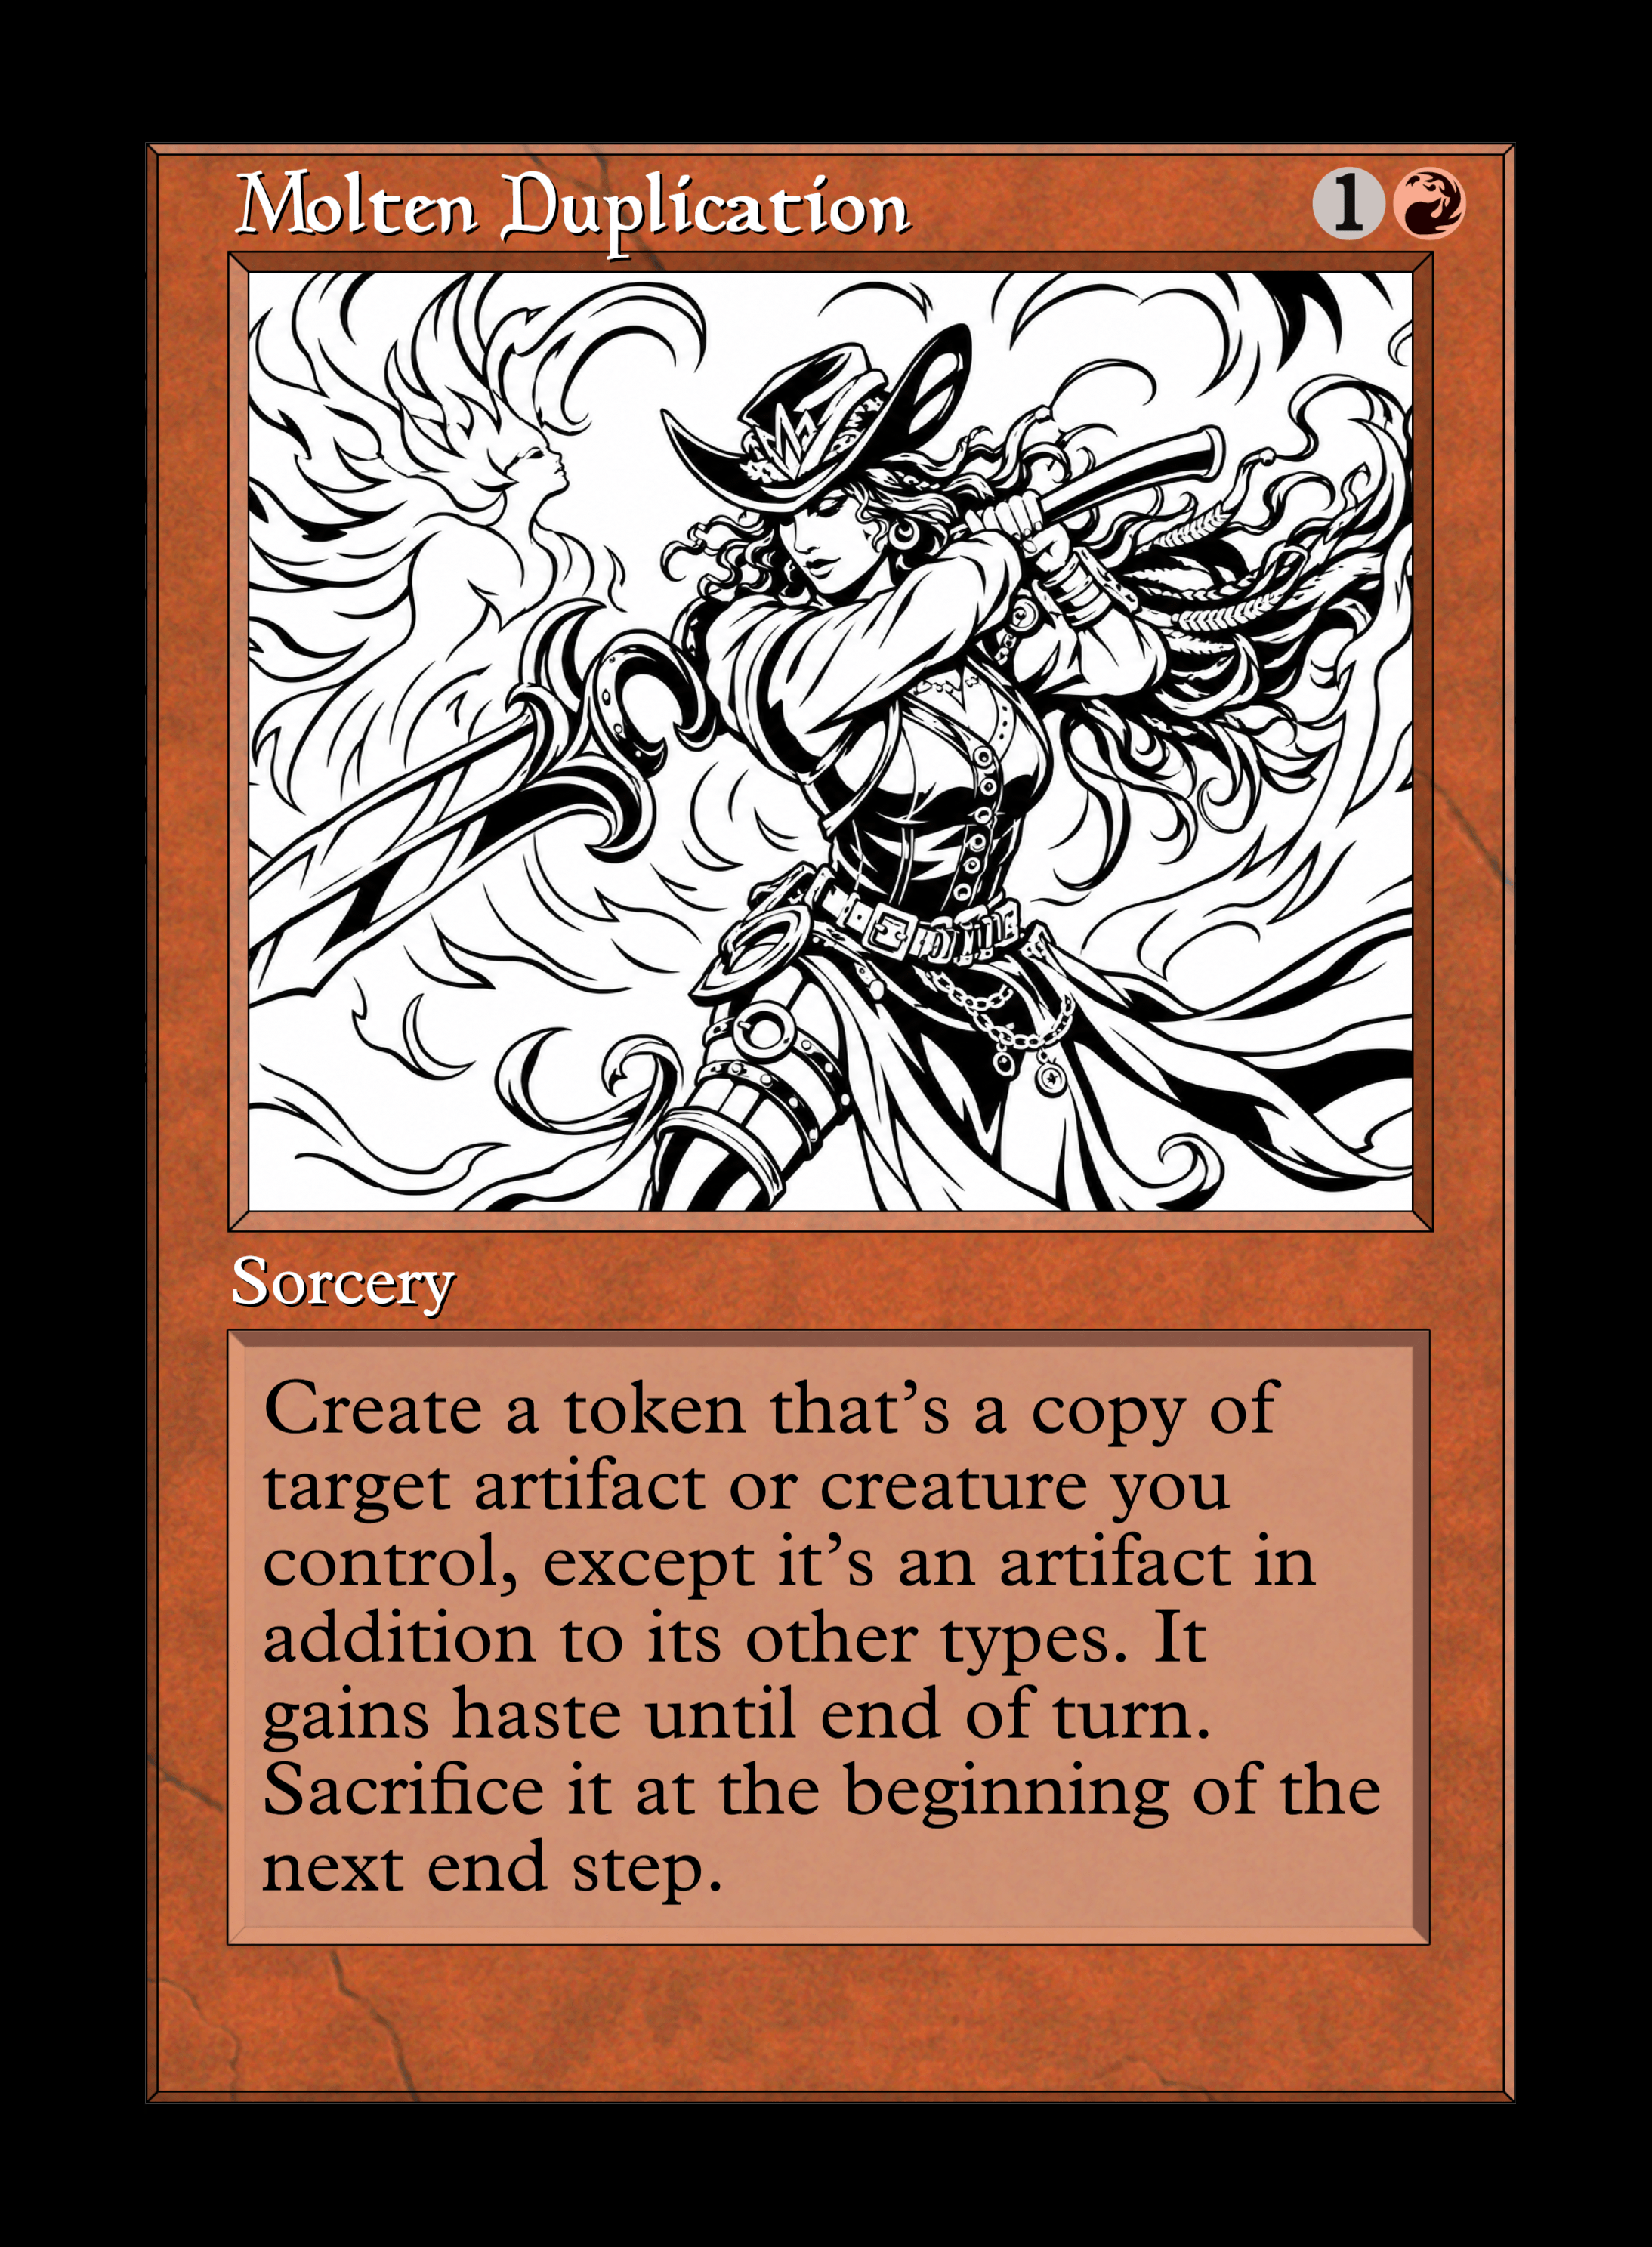 Molten Duplication 1
Sorcery
Create a token that's a copy of
target artifact or creature you
control, except it's an artifact in
addition to its other types. It
gains haste until end of turn.
Sacrifice it at the beginning of the
next end step.